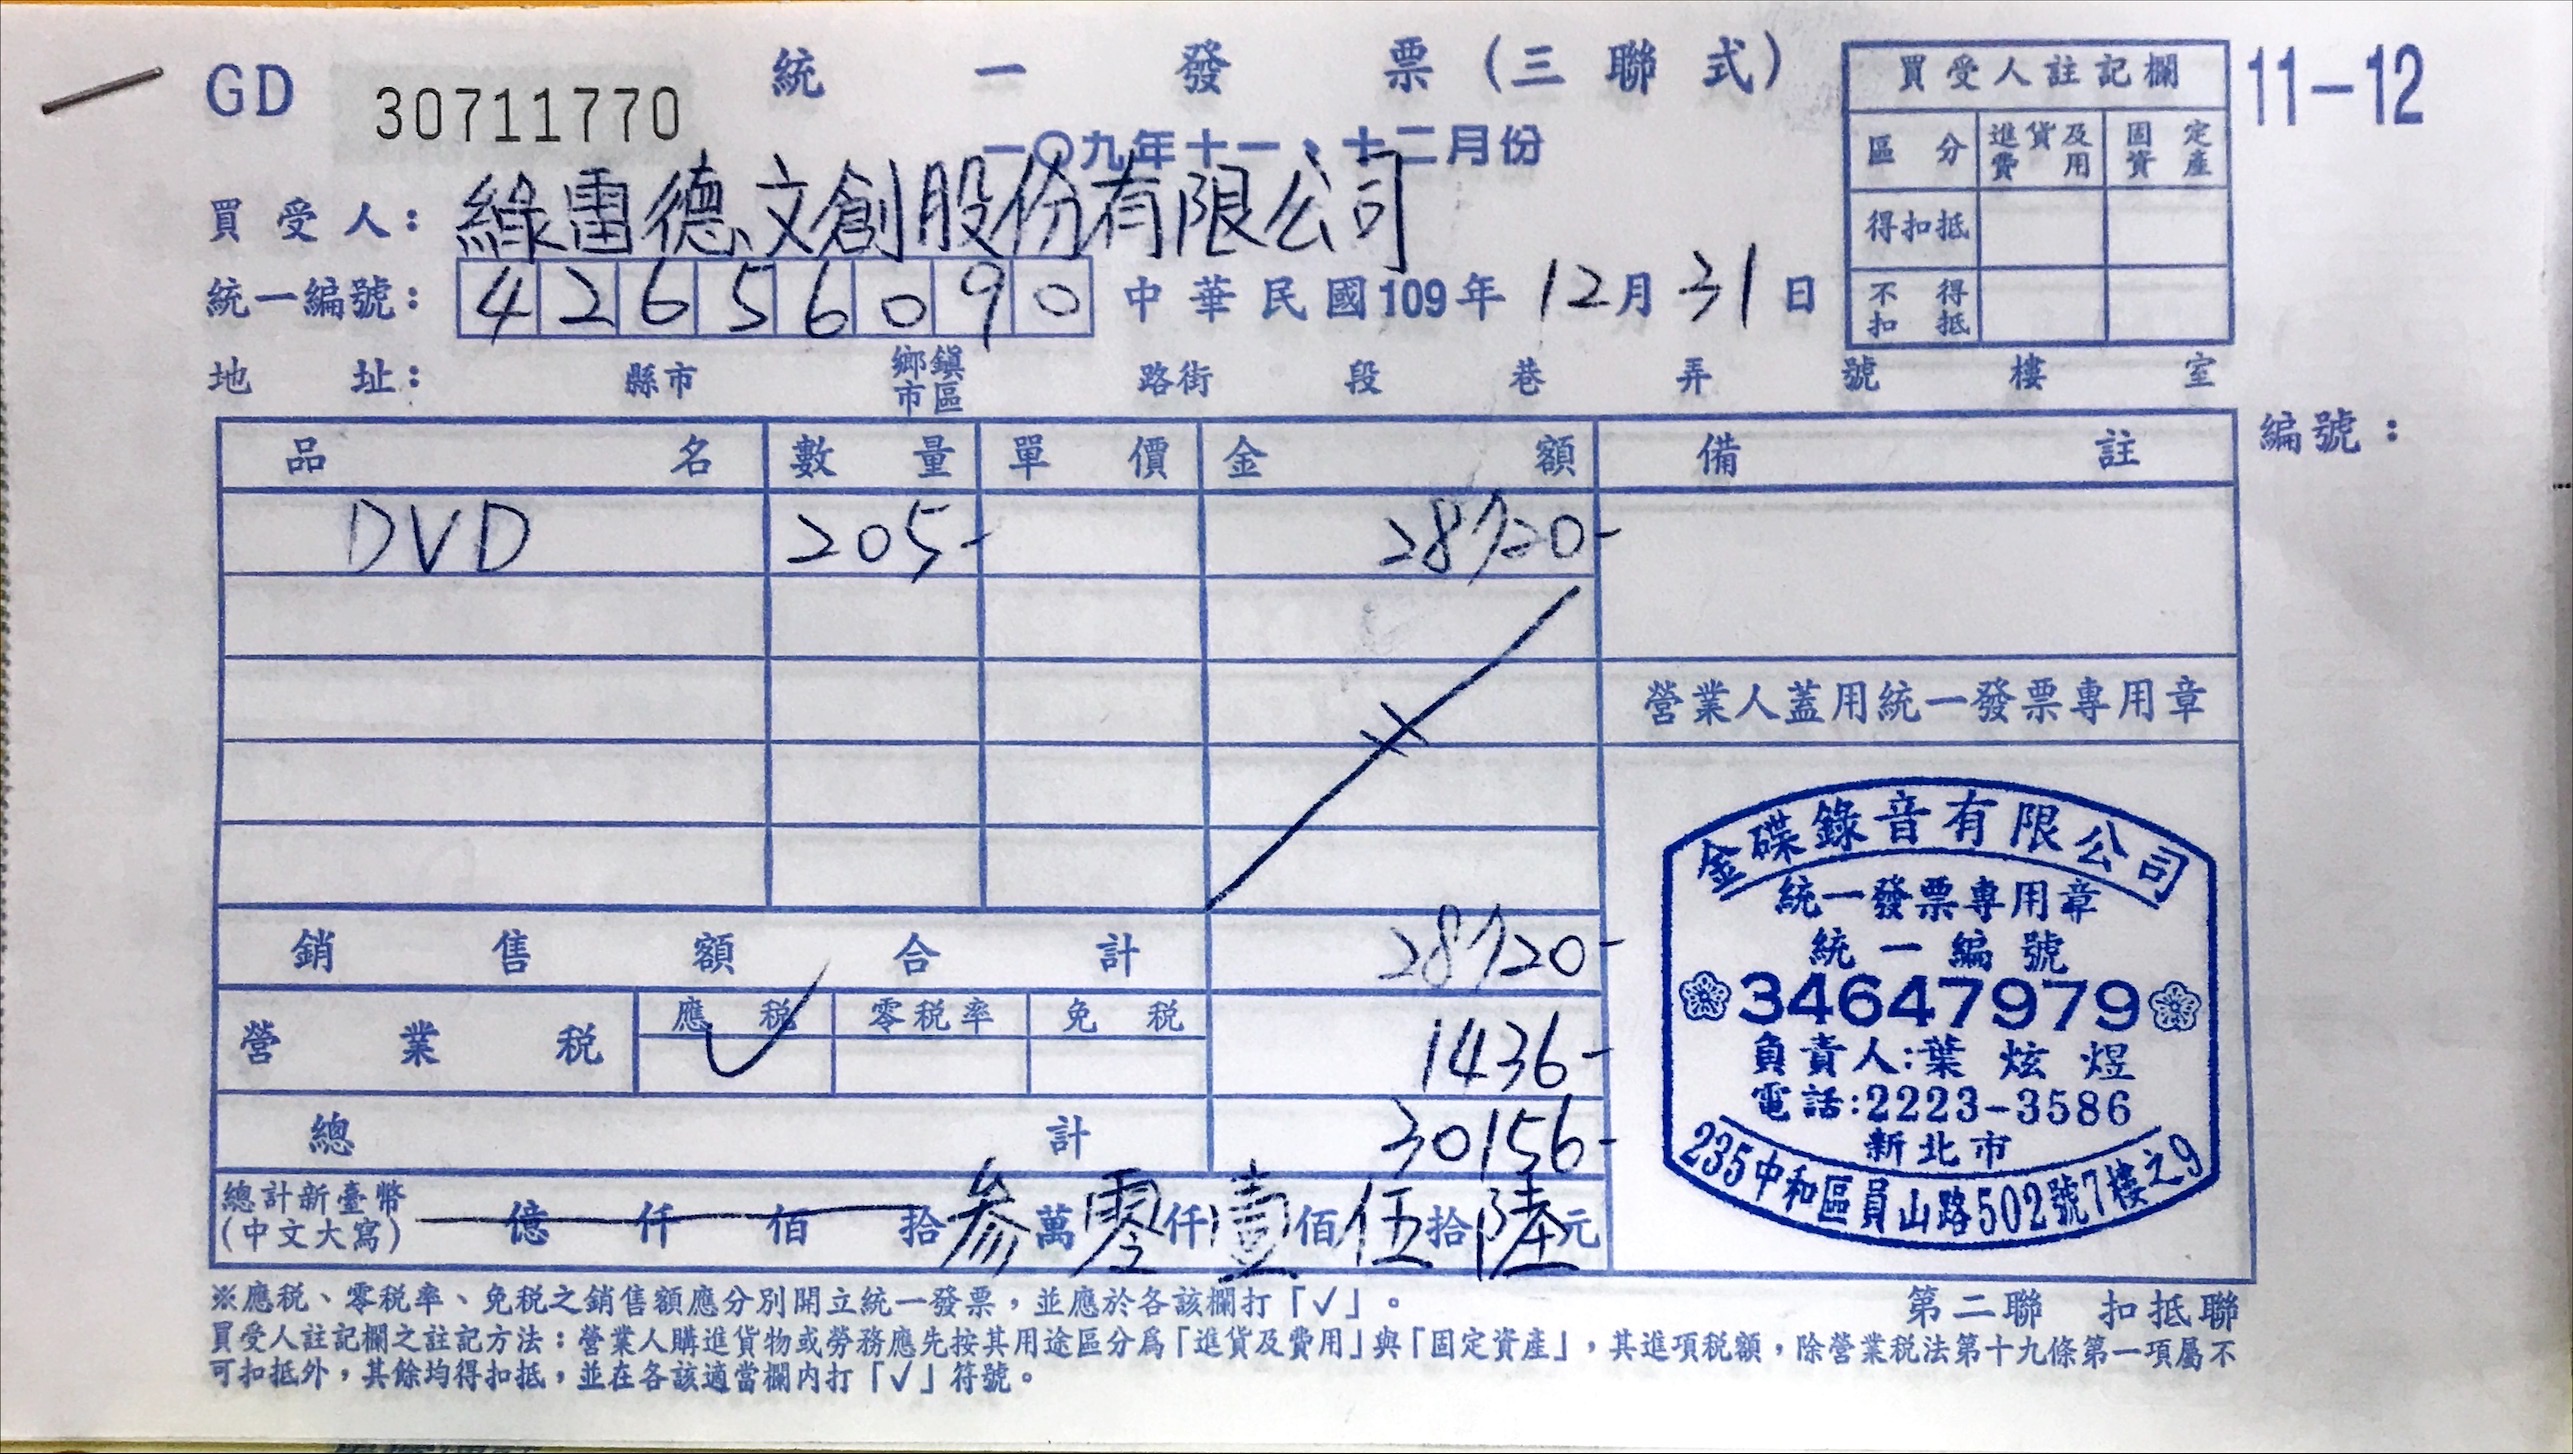 GD 30711770 統一發票(三聯式)
一〇九年十一、十二月份
11-12
買受人註記欄
區分 進貨及費用 固定資產
得扣抵
不得扣抵
買受人: 綠雷德文創股份有限公司
統一編號: 42656090 中華民國109年12月31日
地址: 縣市 鄉鎮市區 路街 段 巷 弄 號 樓 室
品名 數量 單價 金額 備註 編號:
DVD 205- 28720-
營業人蓋用統一發票專用章
銷售額合計 28720-
營業稅 應稅 ✓ 零稅率 免稅 1436-
總計 30156-
總計新臺幣
(中文大寫) 億仟佰拾參萬零仟壹佰伍拾陸元
金碟錄音有限公司
統一發票專用章
統一編號
34647979
負責人:葉炫煜
電話:2223-3586
新北市
235中和區員山路502號7樓之9
※應稅、零稅率、免稅之銷售額應分別開立統一發票,並應於各該欄打「✓」。
第二聯 扣抵聯
買受人註記欄之註記方法:營業人購進貨物或勞務應先按其用途區分為「進貨及費用」與「固定資產」,其進項稅額,除營業稅法第十九條第一項屬不
可扣抵外,其餘均得扣抵,並在各該適當欄內打「✓」符號。